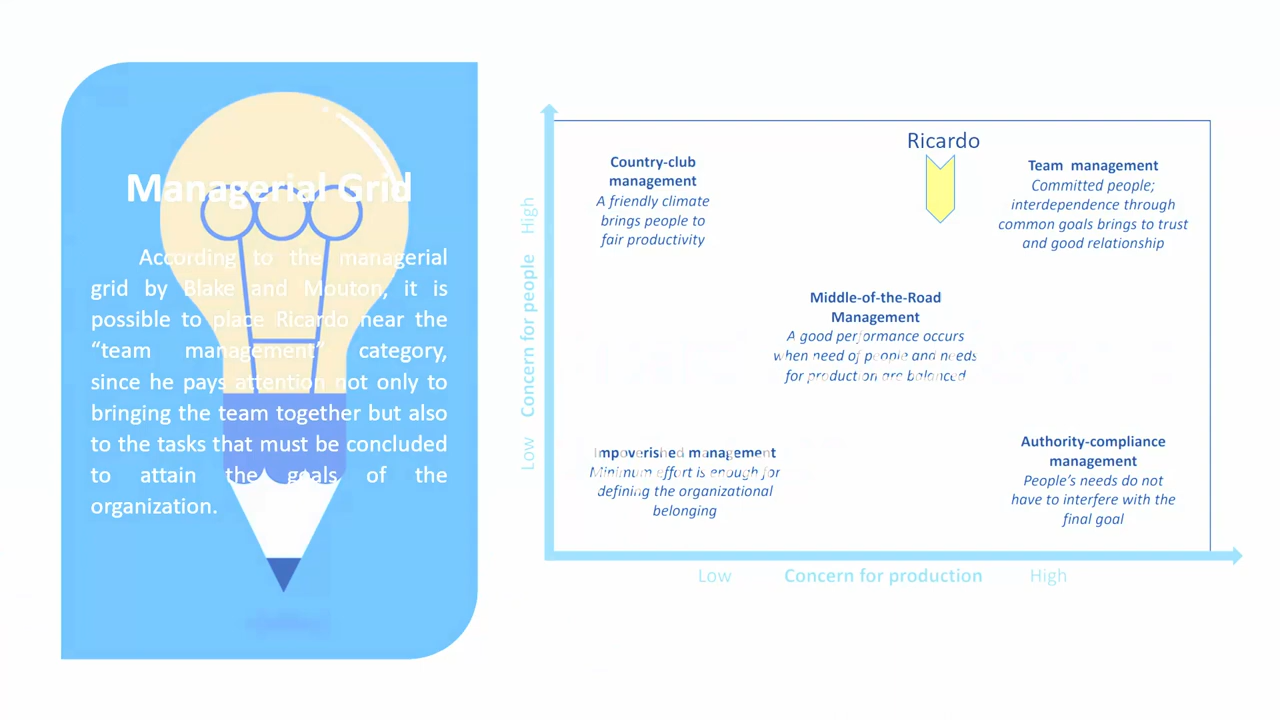 Managerial Grid
According to the managerial
grid by Blake and Mouton, it is
possible to place Ricardo near the
“team management” category,
since he pays attention not only to
bringing the team together but also
to the tasks that must be concluded
to attain the goals of the
organization.
Ricardo
Country-club
management
A friendly climate
brings people to
fair productivity
Team management
Committed people;
interdependence through
common goals brings to trust
and good relationship
Middle-of-the-Road
Management
A good performance occurs
when need of people and needs
for production are balanced
Impoverished management
Minimum effort is enough for
defining the organizational
belonging
Authority-compliance
management
People’s needs do not
have to interfere with the
final goal
Low Concern for people High
Low Concern for production High